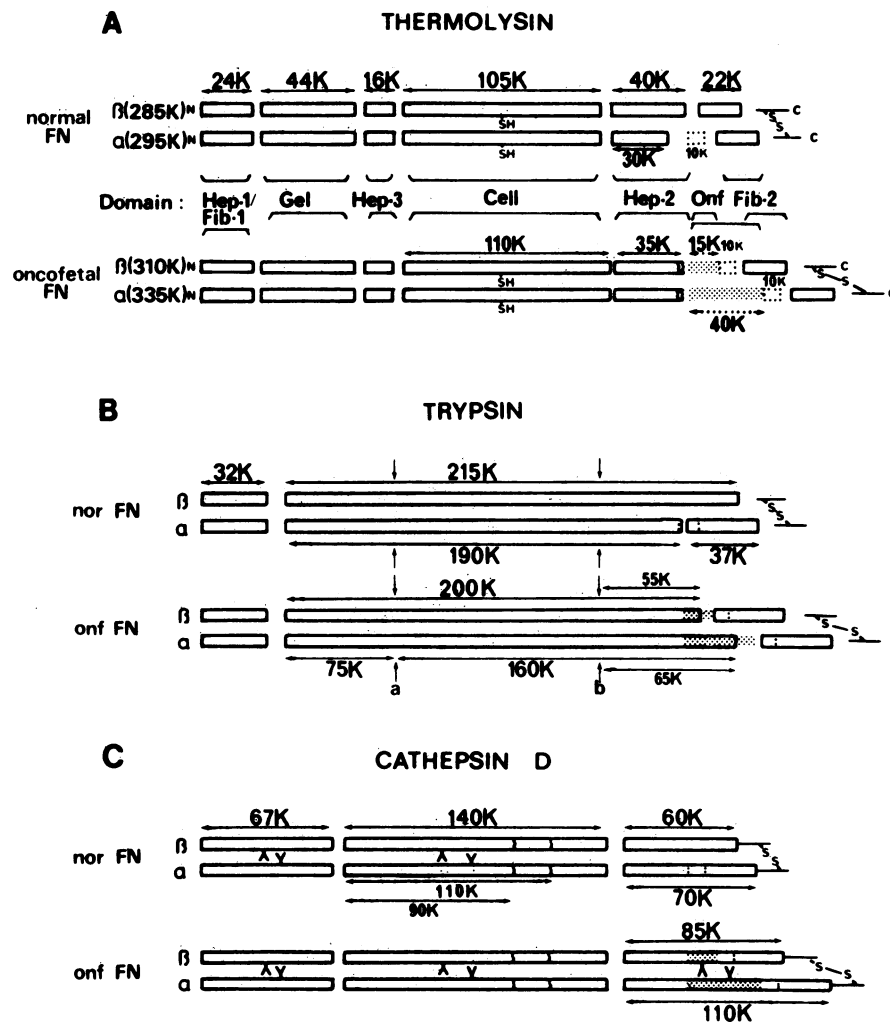 A THERMOLYSIN
24K 44K 16K 105K 40K 22K
normal FN
β(285K) N SH C
S S
α(295K) N SH 10K C
30K
Domain : Hep-1/ Fib-1 Gel Hep-3 Cell Hep-2 Onf Fib-2
110K 35K 15K 10K
oncofetal FN
β(310K) N SH 10K C
S S
α(335K) N SH
40K
B TRYPSIN
32K 215K
nor FN
β
S S
α
190K 37K
200K 55K
onf FN
β
S S
α
75K 160K 65K
a b
C CATHEPSIN D
67K 140K 60K
nor FN
β
S S
α
110K 70K
90K
85K
onf FN
β
S S
α
110K